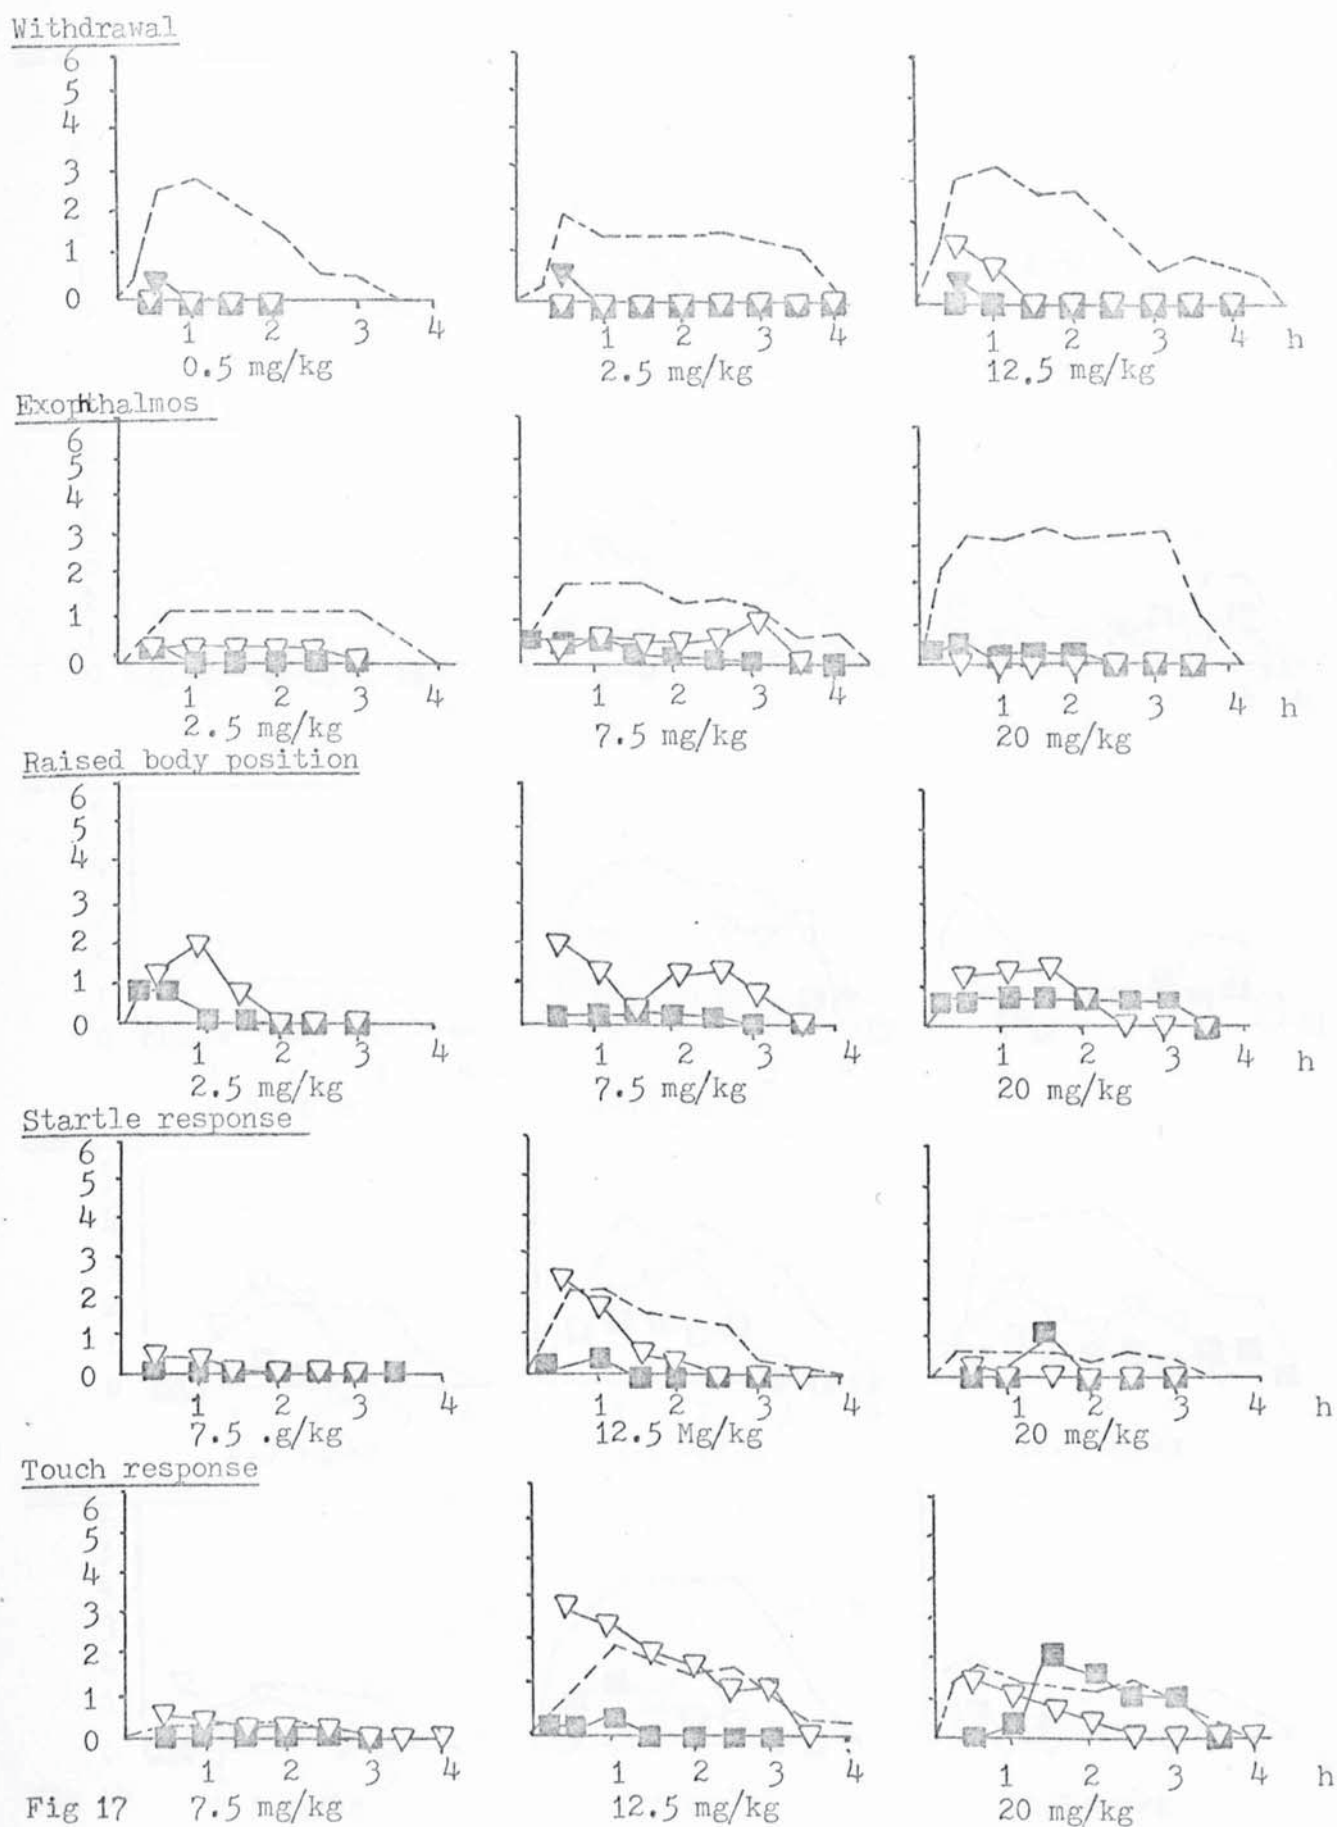 Withdrawal
6
5
4
3
2
1
0
1 2 3 4
0.5 mg/kg
1 2 3 4
2.5 mg/kg
1 2 3 4 h
12.5 mg/kg
Exophthalmos
6
5
4
3
2
1
0
1 2 3 4
2.5 mg/kg
1 2 3 4
7.5 mg/kg
1 2 3 4 h
20 mg/kg
Raised body position
6
5
4
3
2
1
0
1 2 3 4
2.5 mg/kg
1 2 3 4
7.5 mg/kg
1 2 3 4 h
20 mg/kg
Startle response
6
5
4
3
2
1
0
1 2 3 4
7.5 .g/kg
1 2 3 4
12.5 Mg/kg
1 2 3 4 h
20 mg/kg
Touch response
6
5
4
3
2
1
0
1 2 3 4
7.5 mg/kg
1 2 3 4
12.5 mg/kg
1 2 3 4 h
20 mg/kg
Fig 17